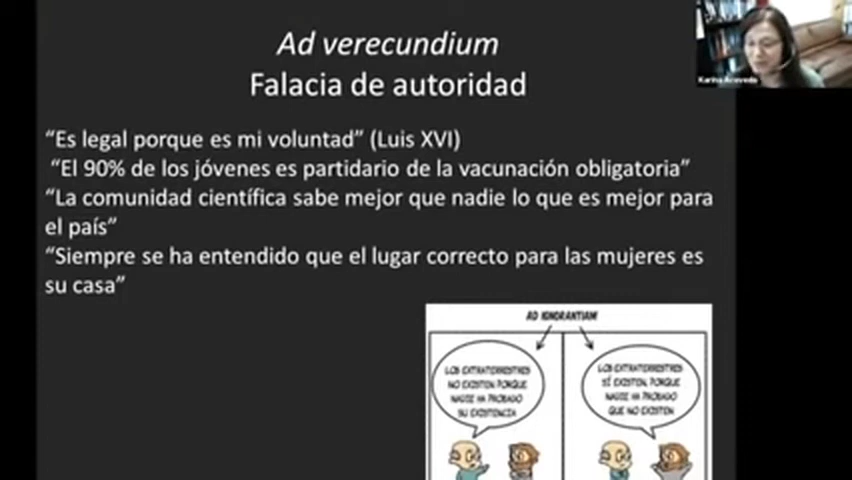 Ad verecundium
Falacia de autoridad
Karina Acevedo
“Es legal porque es mi voluntad” (Luis XVI)
“El 90% de los jóvenes es partidario de la vacunación obligatoria”
“La comunidad científica sabe mejor que nadie lo que es mejor para
el país”
“Siempre se ha entendido que el lugar correcto para las mujeres es
su casa”
AD IGNORANTIAM
LOS EXTRATERRESTRES
NO EXISTEN PORQUE
NADIE HA PROBADO
SU EXISTENCIA
LOS EXTRATERRESTRES
SÍ EXISTEN, PORQUE
NADIE HA PROBADO
QUE NO EXISTEN